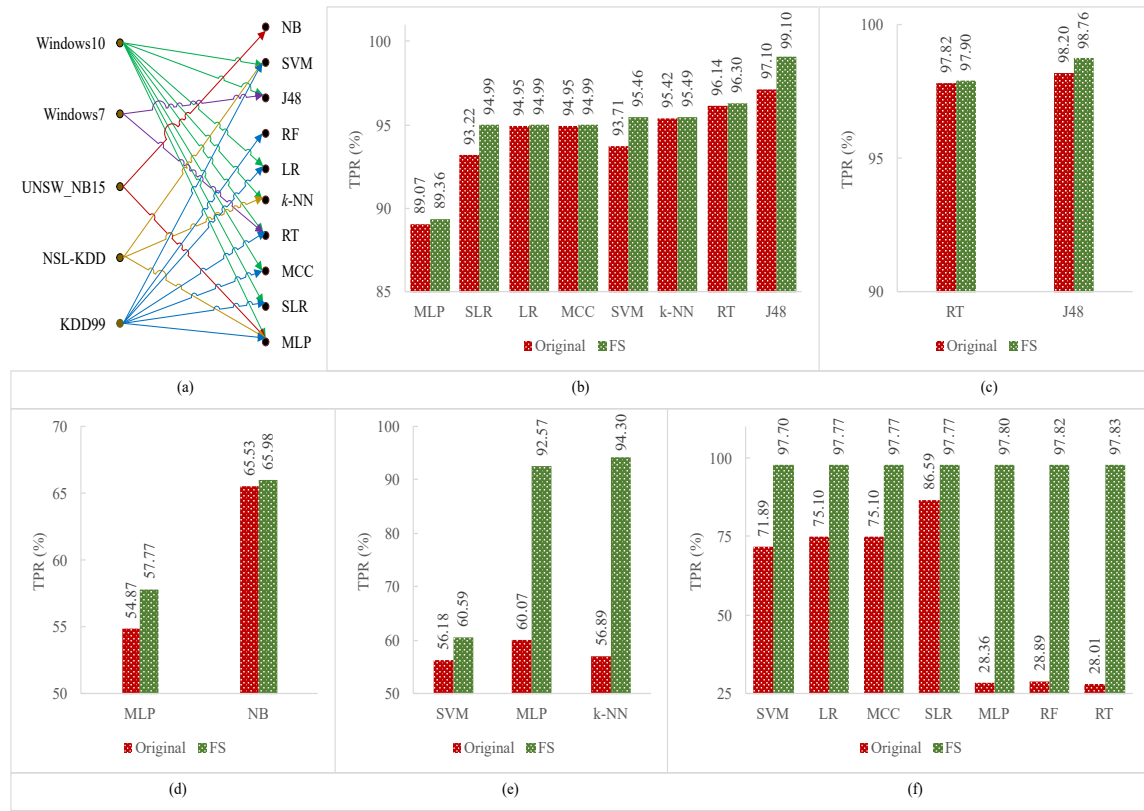 Windows10
Windows7
UNSW_NB15
NSL-KDD
KDD99
NB
SVM
J48
RF
LR
k-NN
RT
MCC
SLR
MLP
(a)
TPR (%)
100
95
90
85
89.07 89.36 93.22 94.99 94.95 94.99 94.95 94.99 93.71 95.46 95.42 95.49 96.14 96.30 97.10 99.10
MLP SLR LR MCC SVM k-NN RT J48
Original FS
(b)
TPR (%)
100
95
90
97.82 97.90 98.20 98.76
RT J48
Original FS
(c)
TPR (%)
70
65
60
55
50
54.87 57.77 65.53 65.98
MLP NB
Original FS
(d)
TPR (%)
100
90
80
70
60
50
56.18 60.59 60.07 92.57 56.89 94.30
SVM MLP k-NN
Original FS
(e)
TPR (%)
100
75
50
25
71.89 97.70 75.10 97.77 75.10 97.77 86.59 97.77 28.36 97.80 28.89 97.82 28.01 97.83
SVM LR MCC SLR MLP RF RT
Original FS
(f)